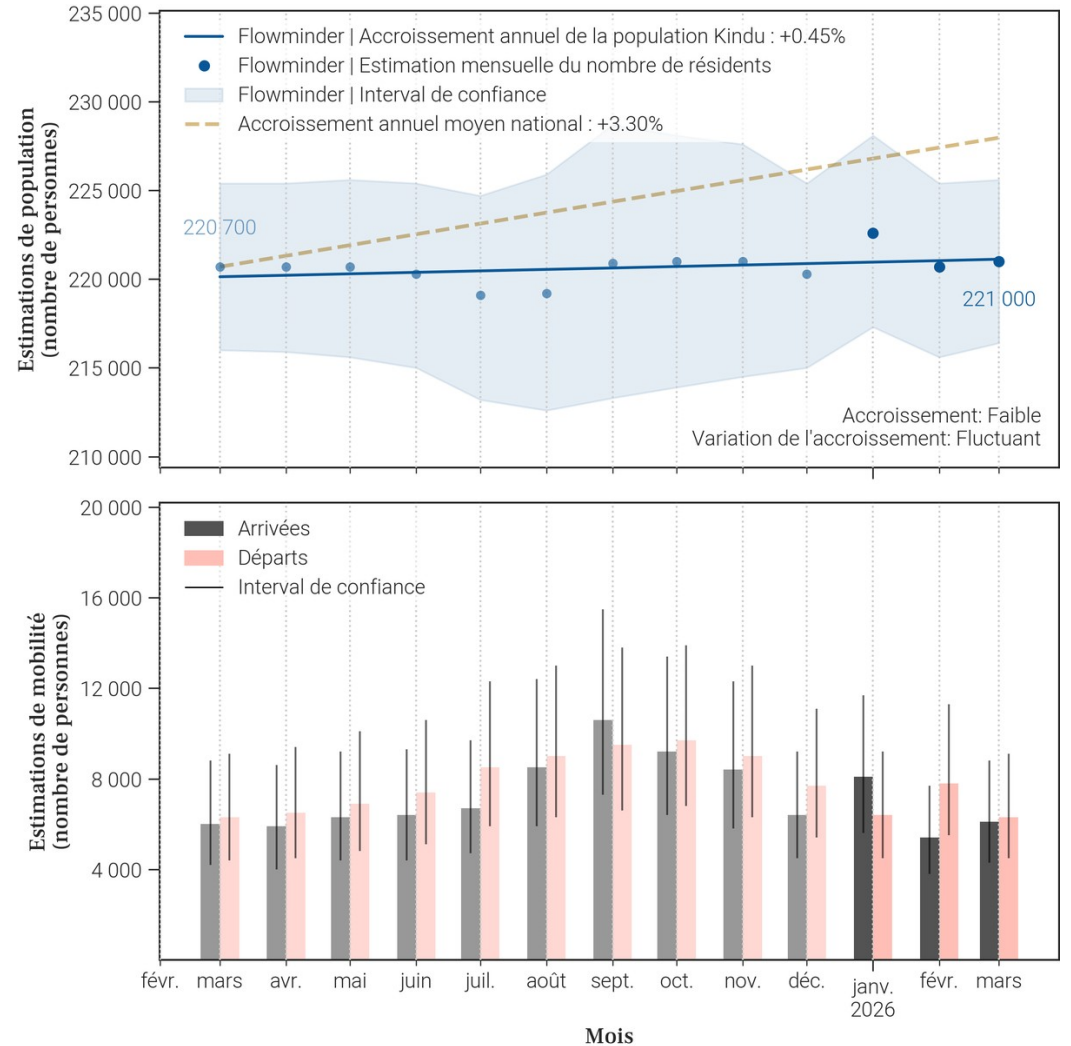 235 000
230 000
225 000
220 000
215 000
210 000
Estimations de population
(nombre de personne)
Flowminder | Accroissement annuel de la population Kindu : +0.45%
Flowminder | Estimation mensuelle du nombre de résidents
Flowminder | Interval de confiance
Accroissement annuel moyen national : +3.30%
220 700
221 000
Accroissement: Faible
Variation de l'accroissement: Fluctuant
20 000
16 000
12 000
8 000
4 000
Estimations de mobilité
(nombre de personnes)
Arrivées
Départs
Interval de confiance
févr. mars avr. mai juin juil. août sept. oct. nov. déc. janv. févr. mars
2026
Mois